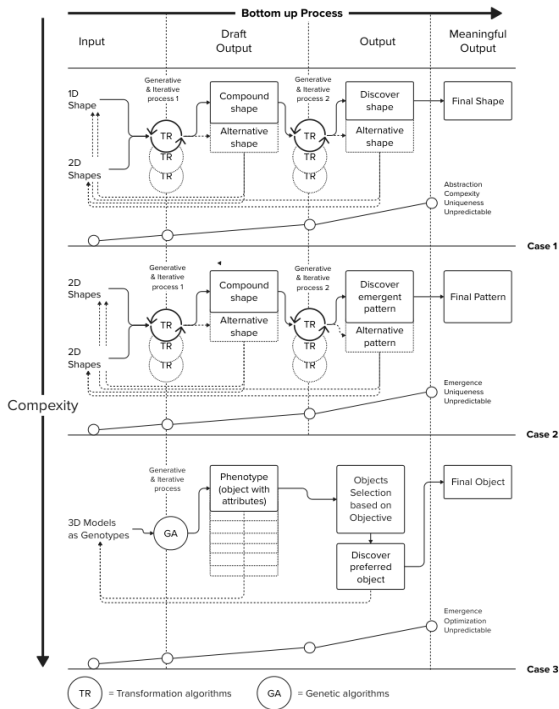 Bottom up Process
Input
Draft
Output
Output
Meaningful
Output
Compexity
1D
Shape
2D
Shapes
Generative
& Iterative
process 1
TR
TR
TR
Compound
shape
Alternative
shape
Generative
& Iterative
process 2
TR
TR
TR
Discover
shape
Alternative
shape
Final Shape
Abstraction
Compexity
Uniqueness
Unpredictable
Case 1
2D
Shapes
2D
Shapes
Generative
& Iterative
process 1
TR
TR
TR
Compound
shape
Alternative
shape
Generative
& Iterative
process 2
TR
TR
TR
Discover
emergent
pattern
Alternative
pattern
Final Pattern
Emergence
Uniqueness
Unpredictable
Case 2
3D Models
as Genotypes
Generative
& Iterative
process
GA
Phenotype
(object with
attributes)
Objects
Selection
based on
Objective
Discover
preferred
object
Final Object
Emergence
Optimization
Unpredictable
Case 3
TR = Transformation algorithms
GA = Genetic algorithms